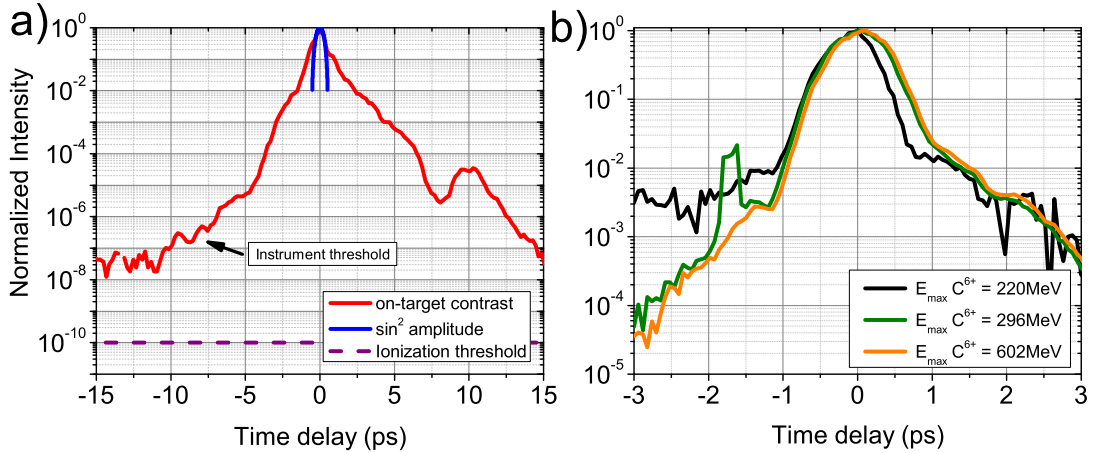 a)
Normalized Intensity
10^0
10^-2
10^-4
10^-6
10^-8
10^-10
Instrument threshold
on-target contrast
sin^2 amplitude
Ionization threshold
-15 -10 -5 0 5 10 15
Time delay (ps)
b)
10^0
10^-1
10^-2
10^-3
10^-4
10^-5
E_max C^6+ = 220MeV
E_max C^6+ = 296MeV
E_max C^6+ = 602MeV
-3 -2 -1 0 1 2 3
Time delay (ps)